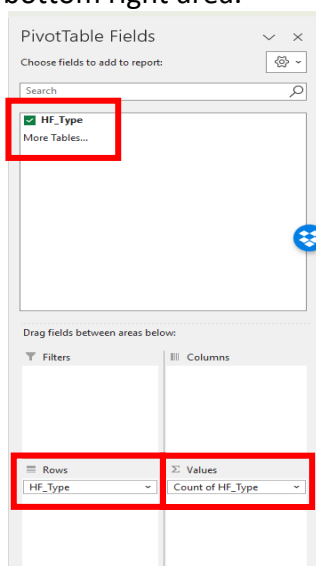 bottom right area.
PivotTable Fields
Choose fields to add to report:
Search
HF_Type
More Tables...
Drag fields between areas below:
Filters
Columns
Rows
Σ Values
HF_Type
Count of HF_Type